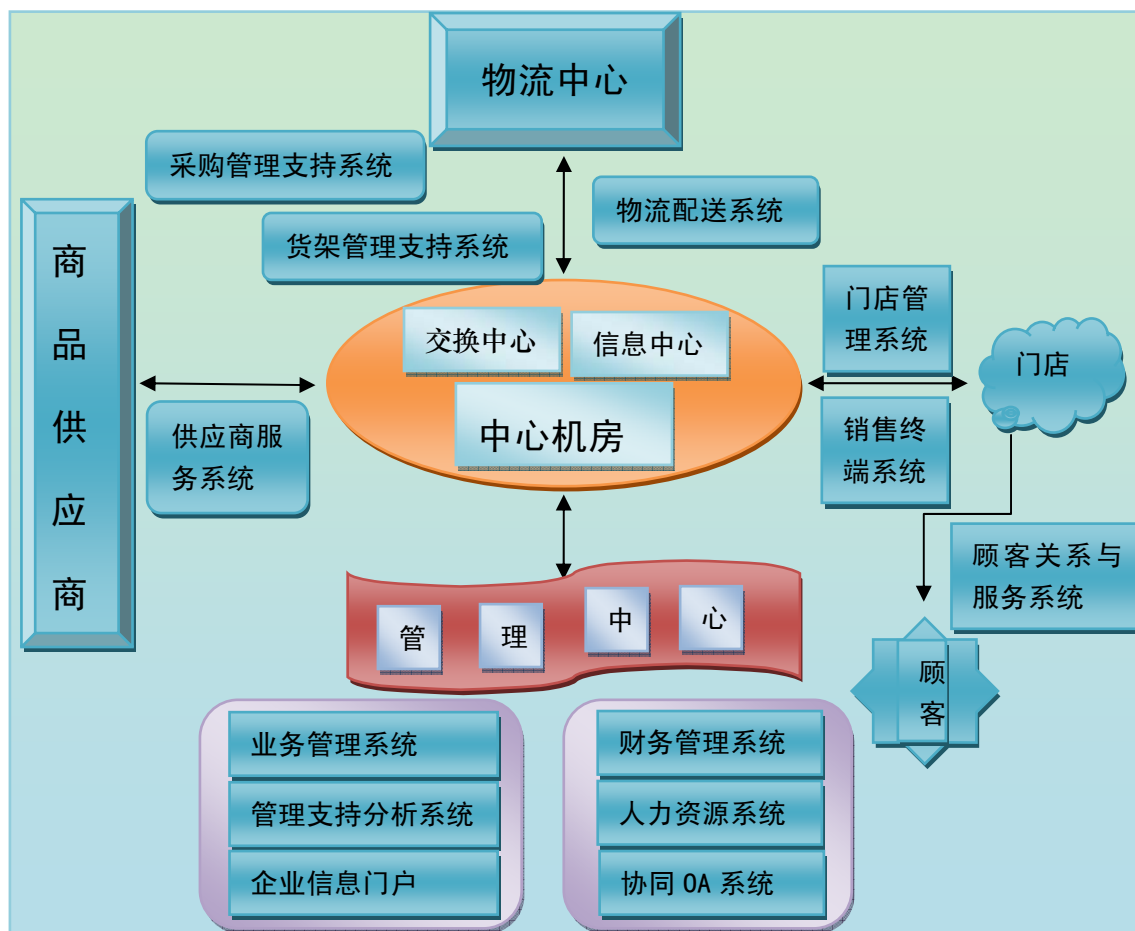 物流中心
采购管理支持系统
物流配送系统
货架管理支持系统
商
品
供
应
商
门店管
理系统
交换中心
信息中心
门店
中心机房
供应商服
务系统
销售终
端系统
顾客关系与
服务系统
管 理 中 心
顾
客
业务管理系统
管理支持分析系统
企业信息门户
财务管理系统
人力资源系统
协同 OA 系统